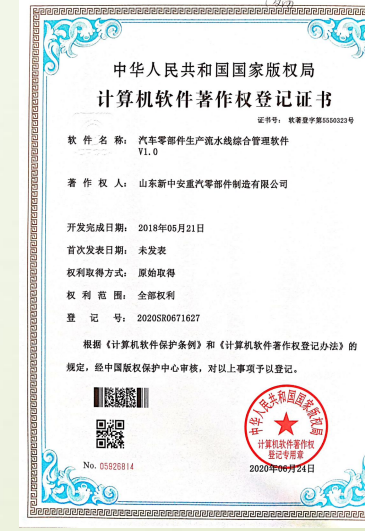 中华人民共和国国家版权局
计算机软件著作权登记证书
证书号: 软著登字第5550323号
软件名称: 汽车零部件生产流水线综合管理软件
V1.0
著作权人: 山东新中安重汽零部件制造有限公司
开发完成日期: 2018年05月21日
首次发表日期: 未发表
权利取得方式: 原始取得
权利范围: 全部权利
登记号: 2020SR0671627
根据《计算机软件保护条例》和《计算机软件著作权登记办法》的
规定,经中国版权保护中心审核,对以上事项予以登记。
中华人民共和国国家版权局
计算机软件著作权
登记专用章
No. 05926814
2020年06月24日